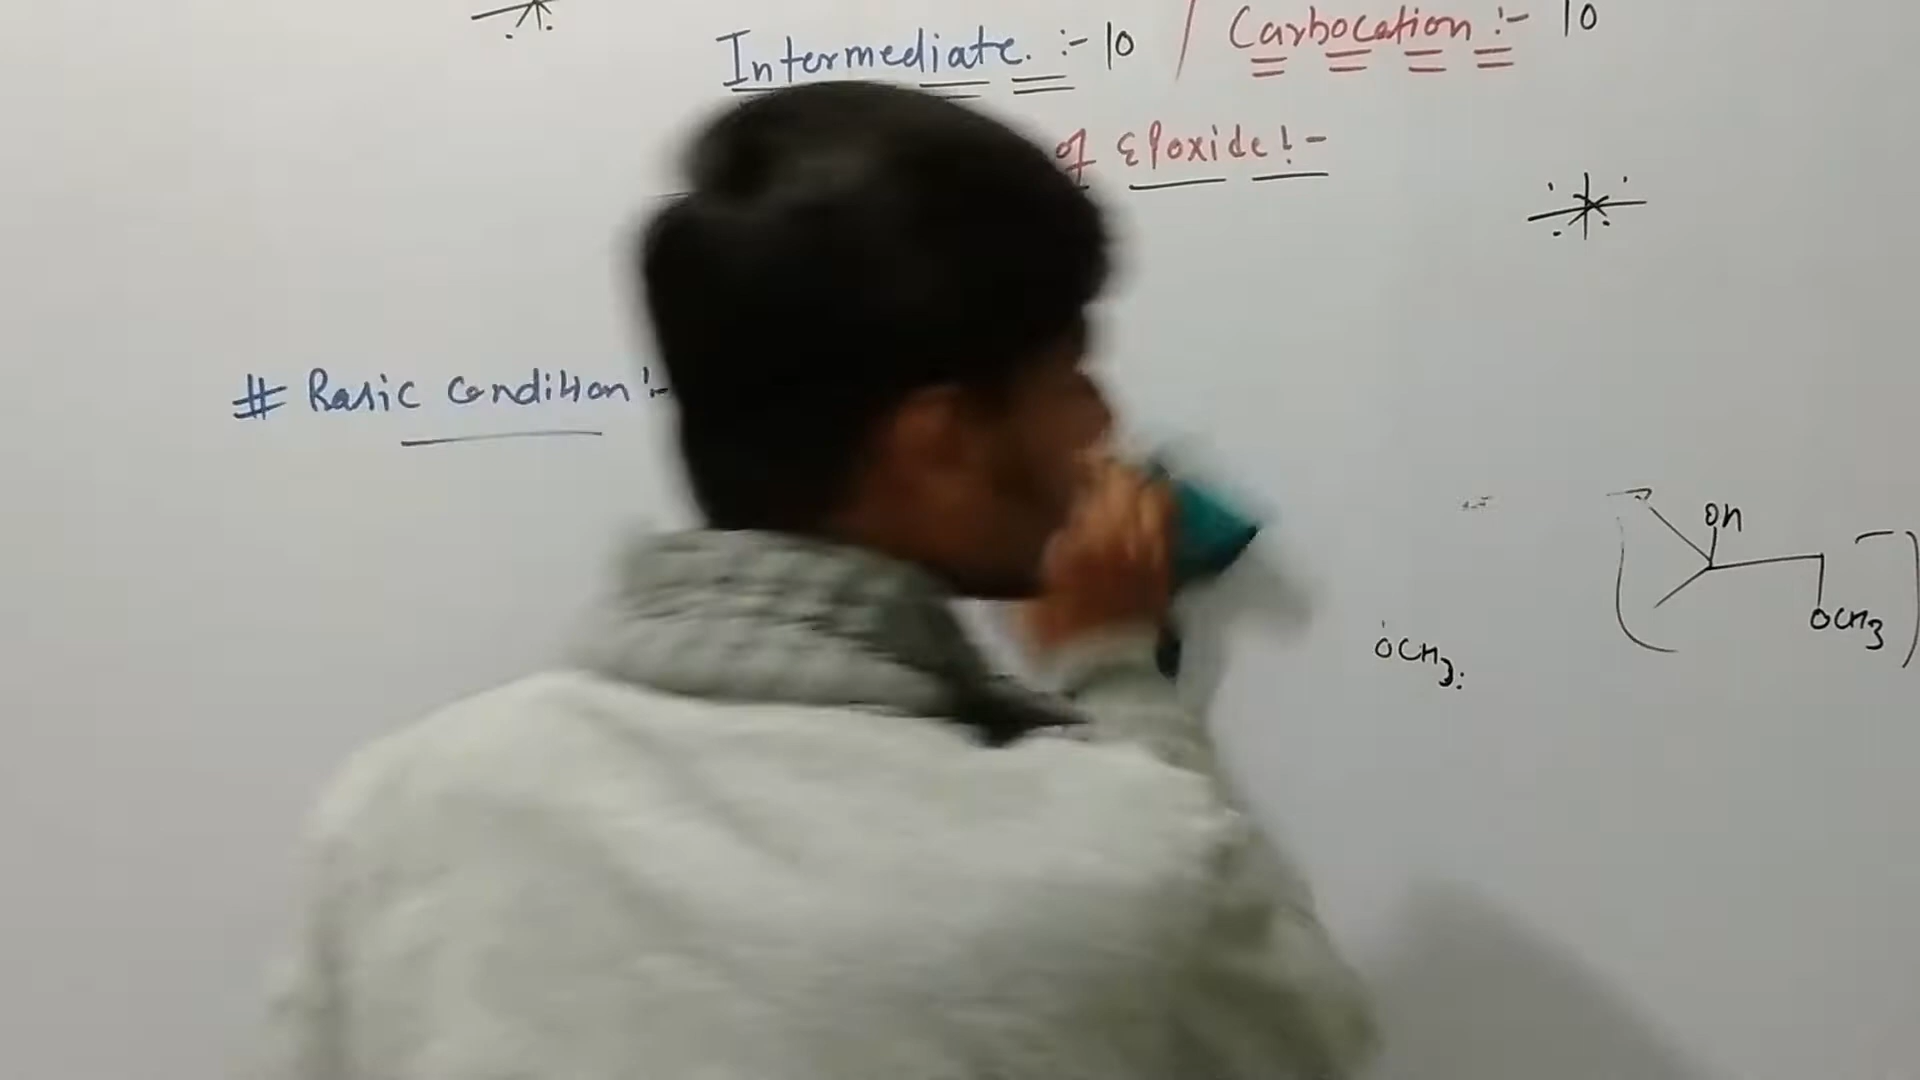 Intermediate. :- 10 / Carbocation :- 10
of Epoxide :-
# Basic Condition :-
OH
OCH3
OCH3